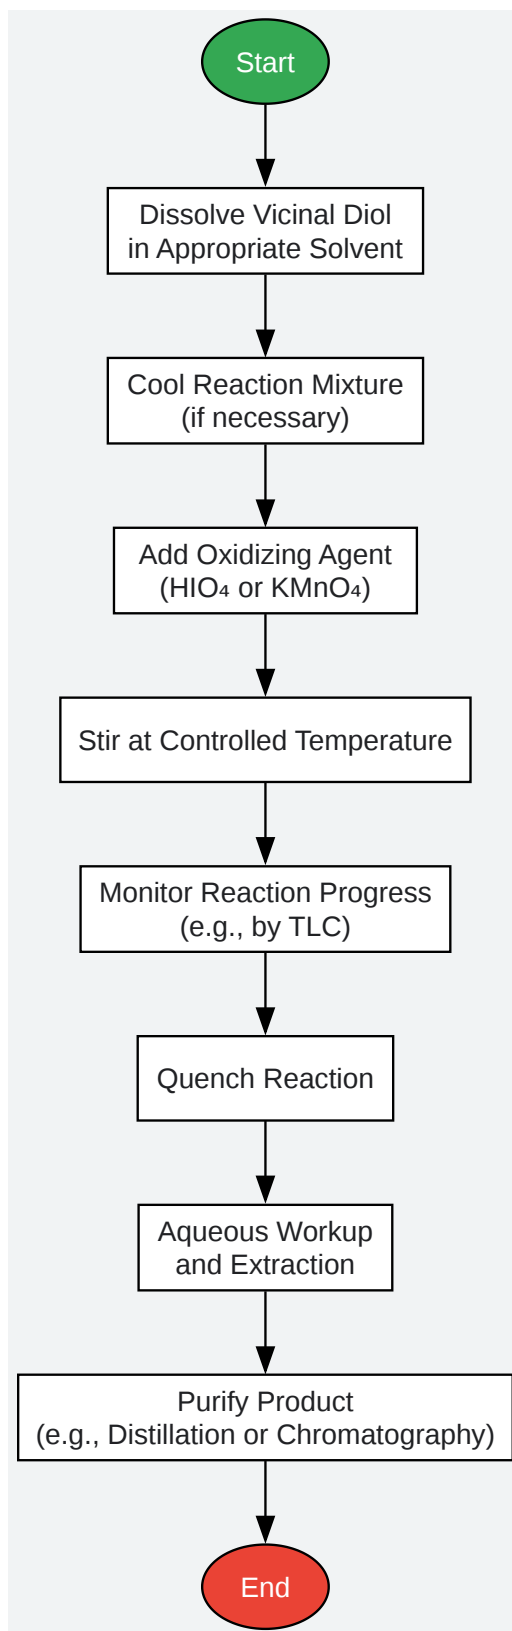 Start
Dissolve Vicinal Diol
in Appropriate Solvent
Cool Reaction Mixture
(if necessary)
Add Oxidizing Agent
(HIO₄ or KMnO₄)
Stir at Controlled Temperature
Monitor Reaction Progress
(e.g., by TLC)
Quench Reaction
Aqueous Workup
and Extraction
Purify Product
(e.g., Distillation or Chromatography)
End